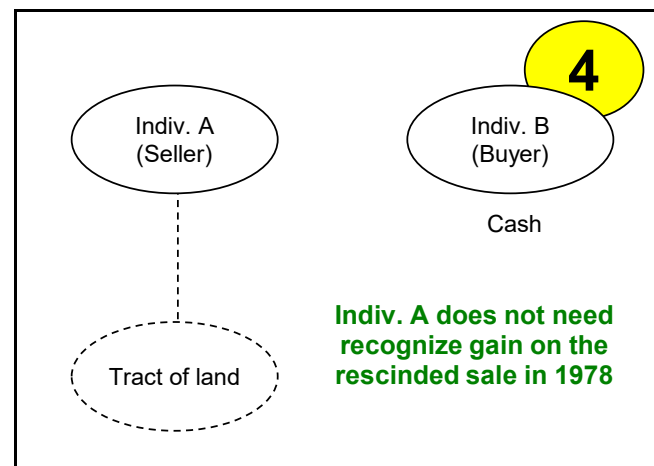 4
Indiv. A
(Seller)
Indiv. B
(Buyer)
Cash
Indiv. A does not need
recognize gain on the
rescinded sale in 1978
Tract of land